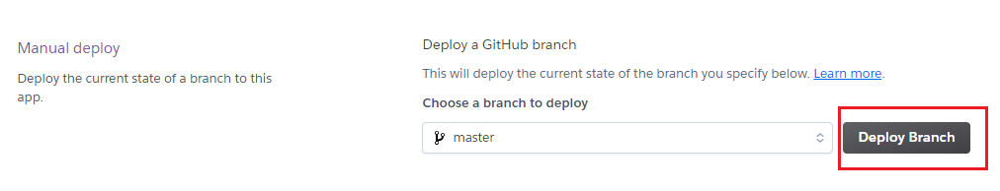 Manual deploy
Deploy the current state of a branch to this
app.
Deploy a GitHub branch
This will deploy the current state of the branch you specify below. Learn more.
Choose a branch to deploy
master
Deploy Branch